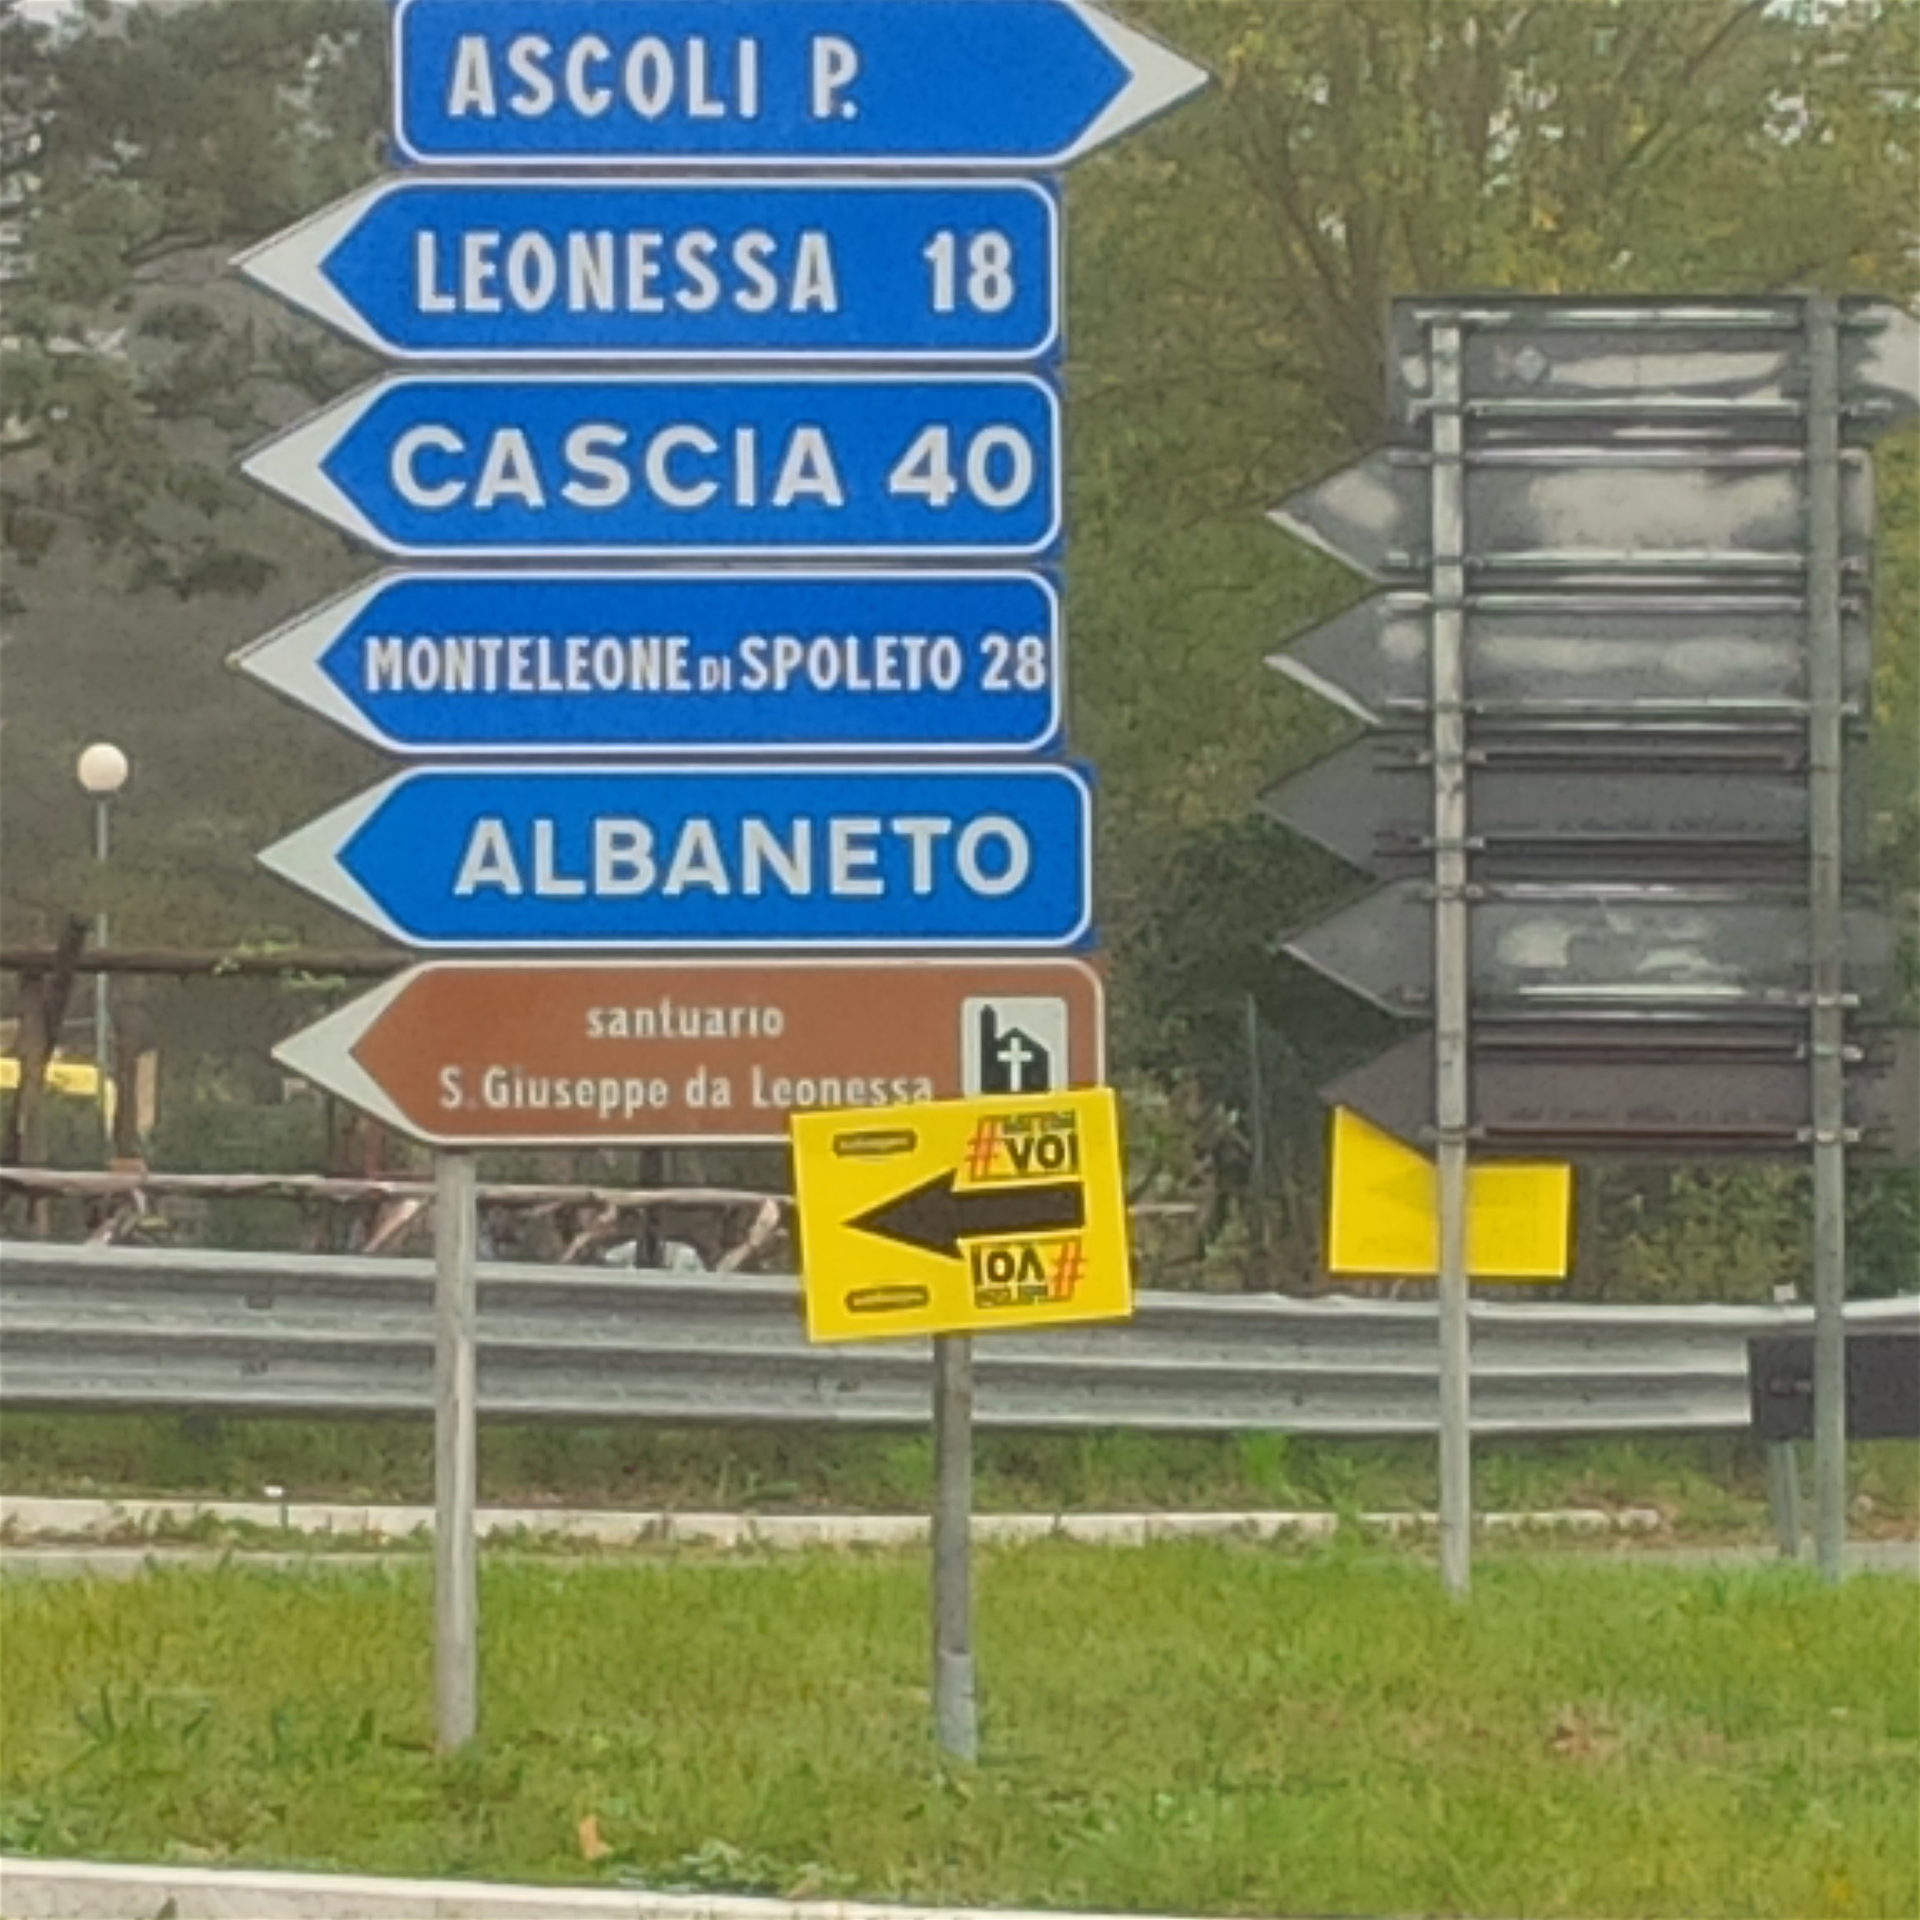 ASCOLI P.
LEONESSA 18
CASCIA 40
MONTELEONE DI SPOLETO 28
ALBANETO
santuario
S. Giuseppe da Leonessa
#VOI
#VOI